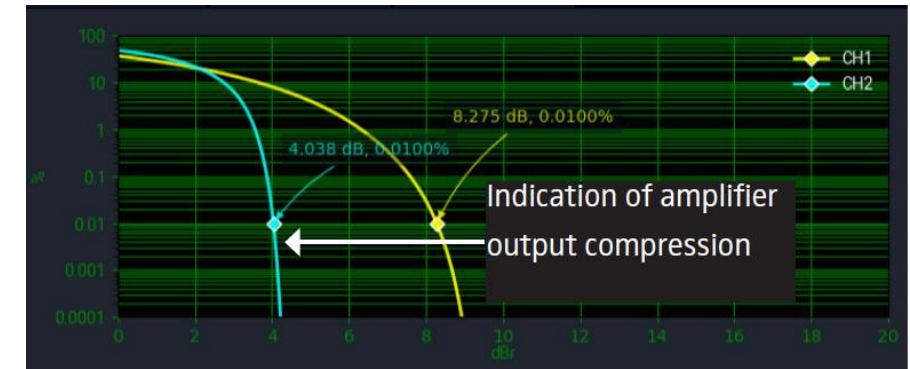 100
10
1
0.1
0.01
0.001
0.0001
%
CH1
CH2
8.275 dB, 0.0100%
4.038 dB, 0.0100%
Indication of amplifier
output compression
0 2 4 6 8 10 12 14 16 18 20
dBr